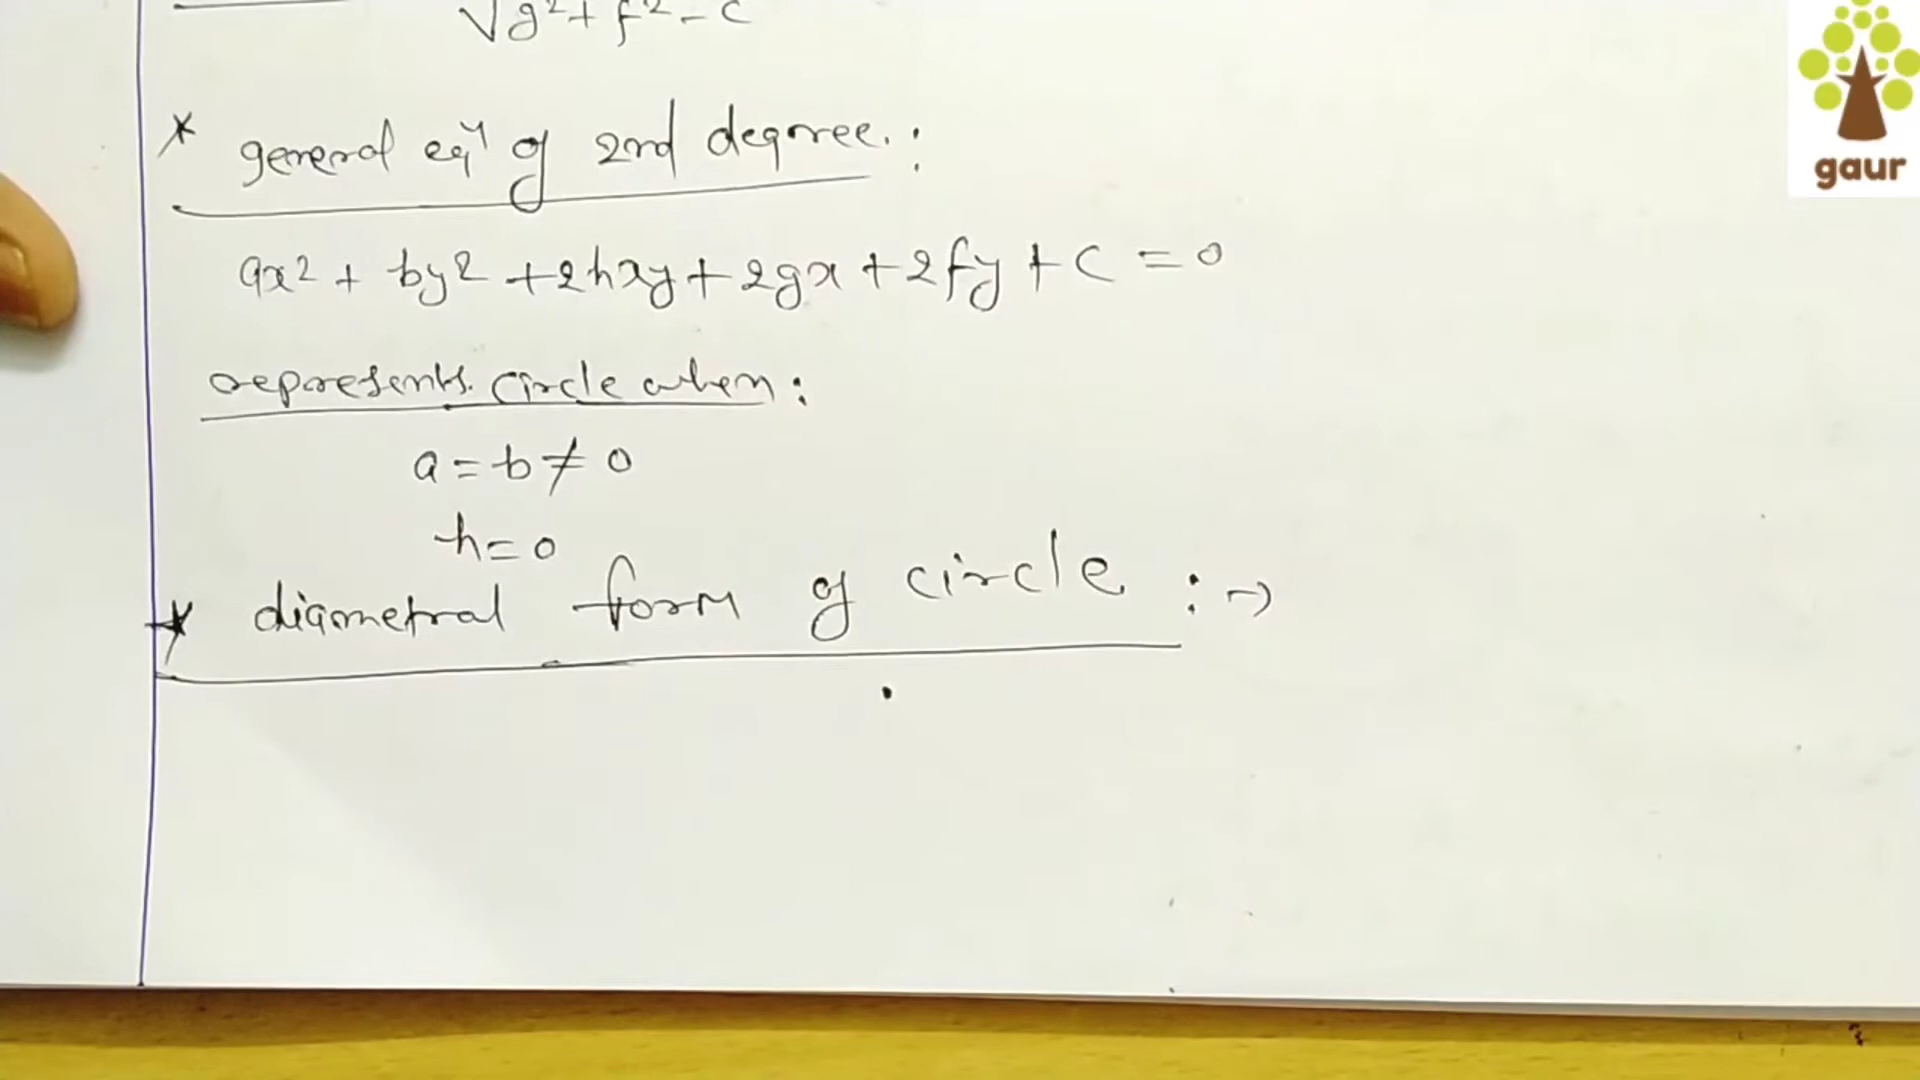 √g²+f²-c
gaur
* general eqⁿ of 2nd degree.:
ax² + by² + 2hxy + 2gx + 2fy + c = 0
represents circle when:
a = b ≠ 0
h = 0
* diametral form of circle :→